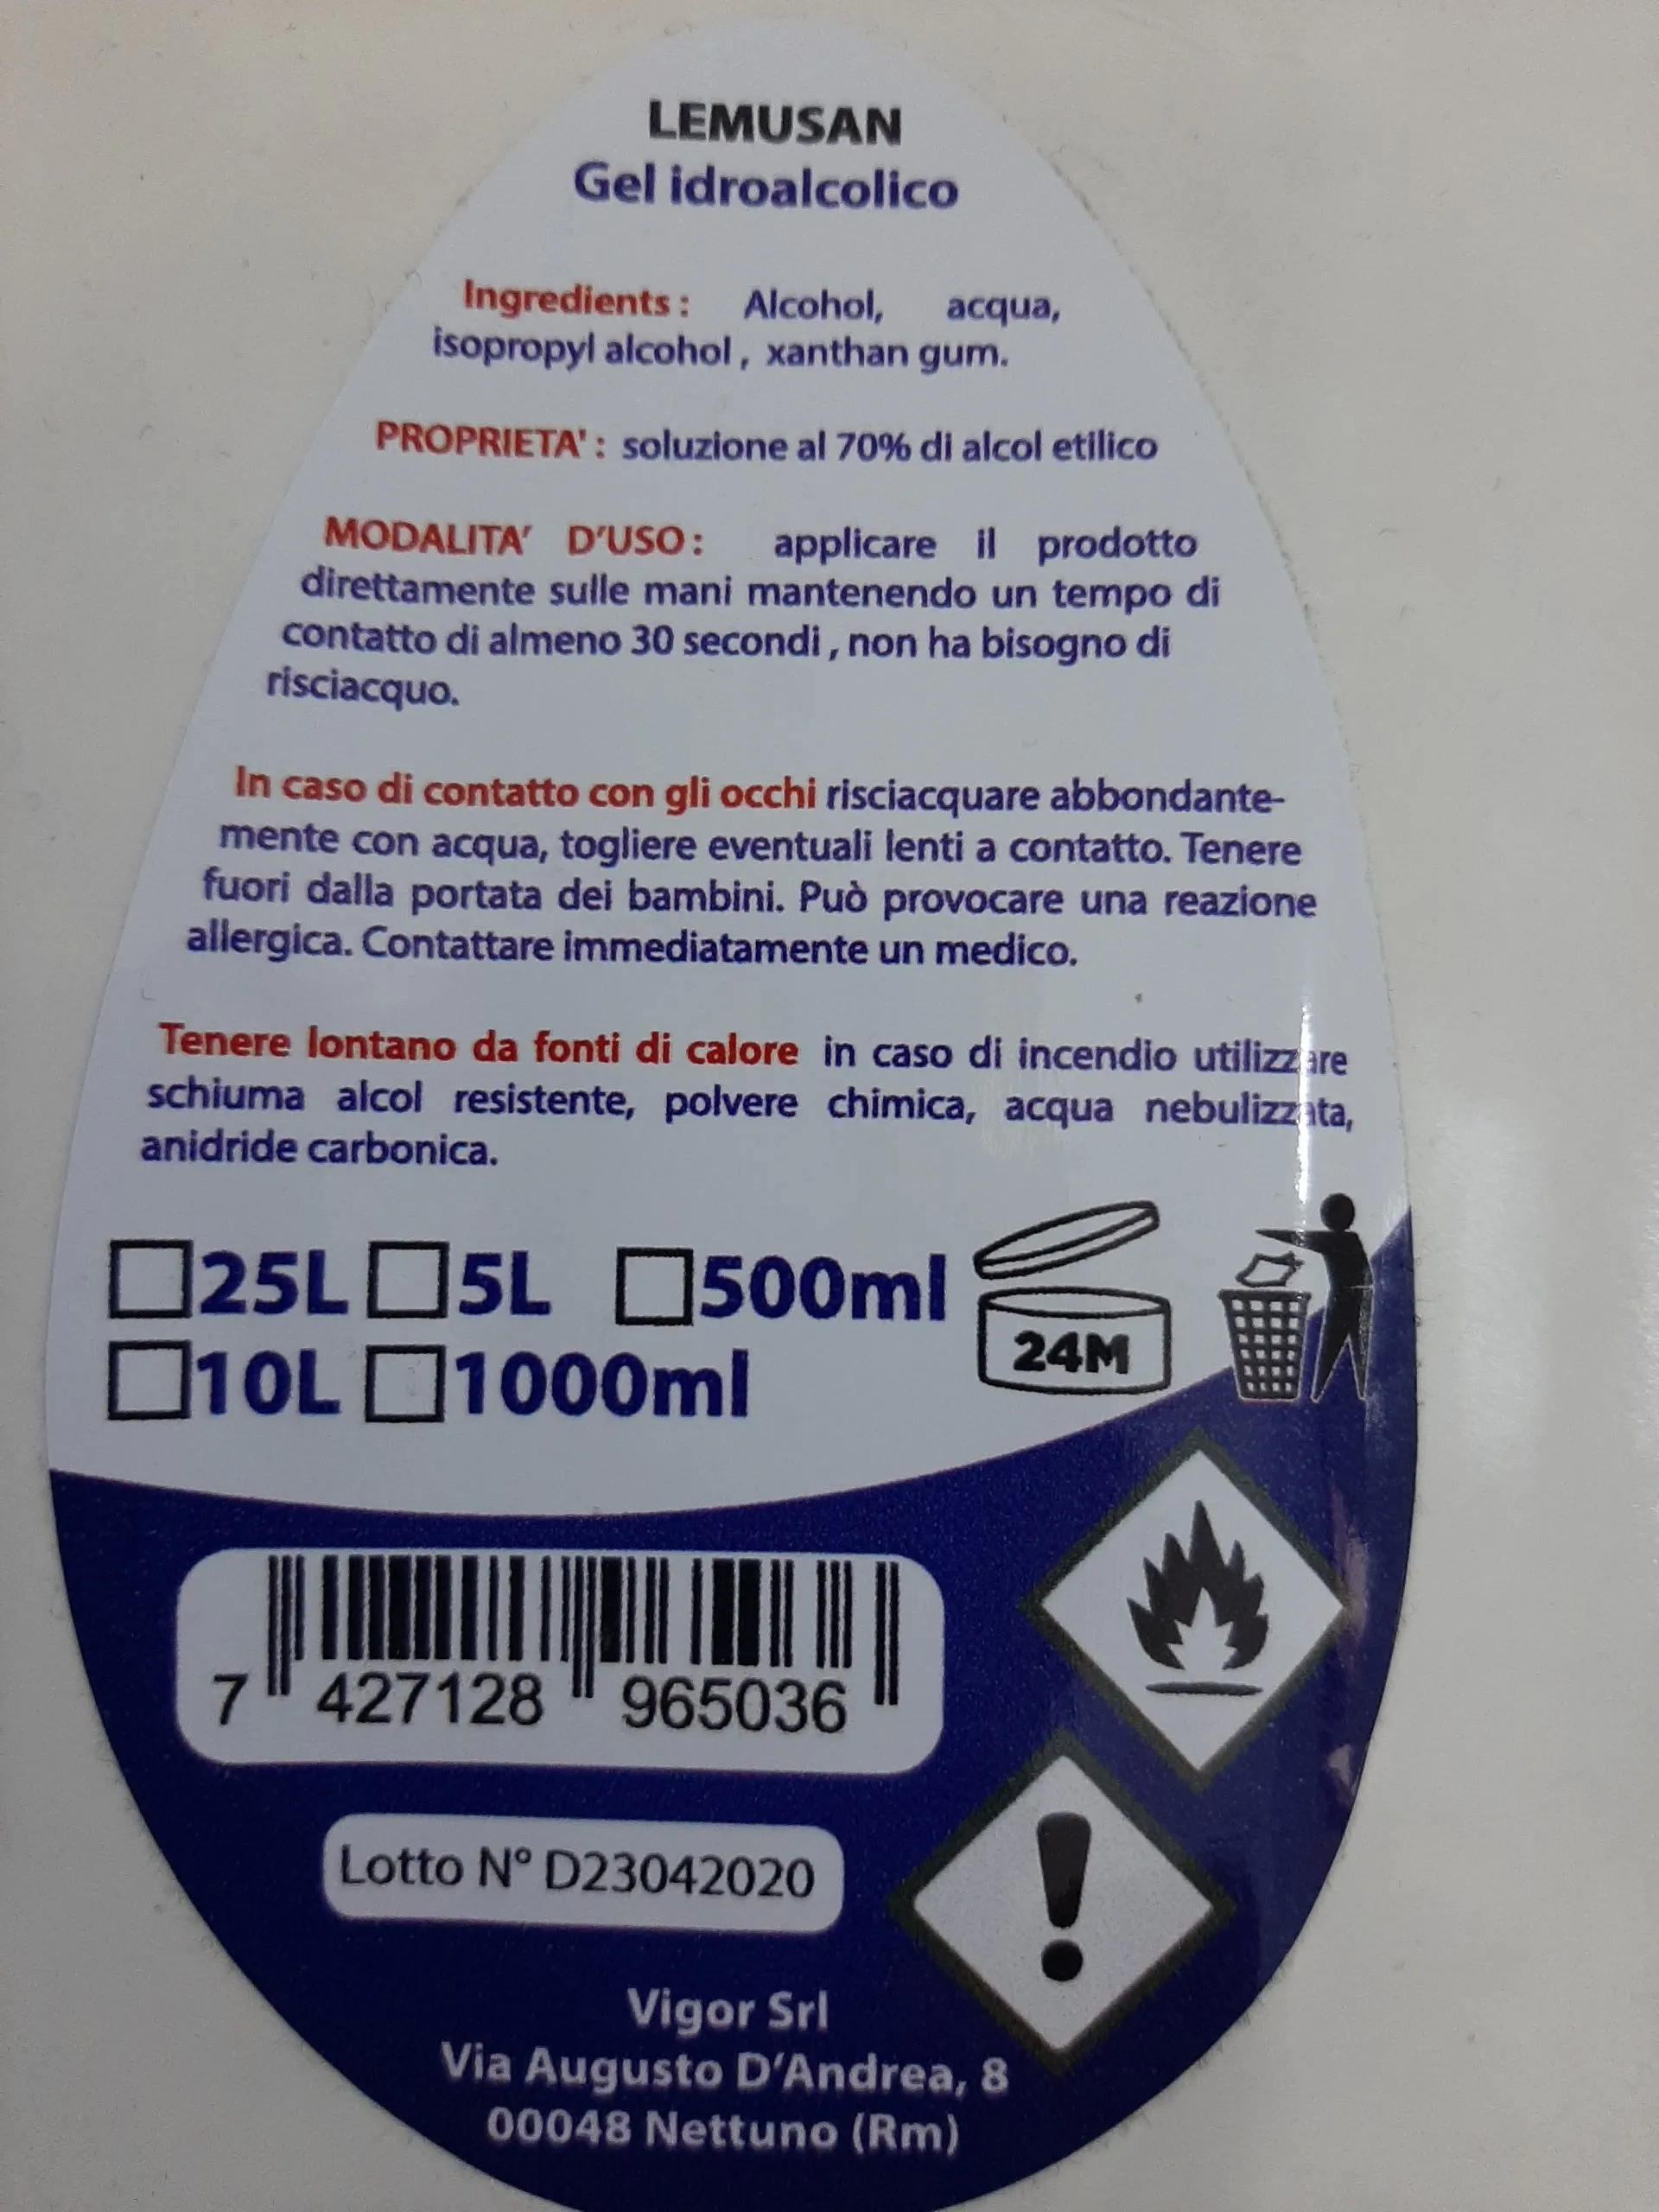 LEMUSAN
Gel idroalcolico
Ingredients : Alcohol, acqua,
isopropyl alcohol , xanthan gum.
PROPRIETA' : soluzione al 70% di alcol etilico
MODALITA’ D’USO : applicare il prodotto
direttamente sulle mani mantenendo un tempo di
contatto di almeno 30 secondi , non ha bisogno di
risciacquo.
In caso di contatto con gli occhi risciacquare abbondante-
mente con acqua, togliere eventuali lenti a contatto. Tenere
fuori dalla portata dei bambini. Può provocare una reazione
allergica. Contattare immediatamente un medico.
Tenere lontano da fonti di calore in caso di incendio utilizzare
schiuma alcol resistente, polvere chimica, acqua nebulizzata,
anidride carbonica.
25L 5L 500ml
10L 1000ml
24M
7 427128 965036
Lotto N° D23042020
Vigor Srl
Via Augusto D’Andrea, 8
00048 Nettuno (Rm)